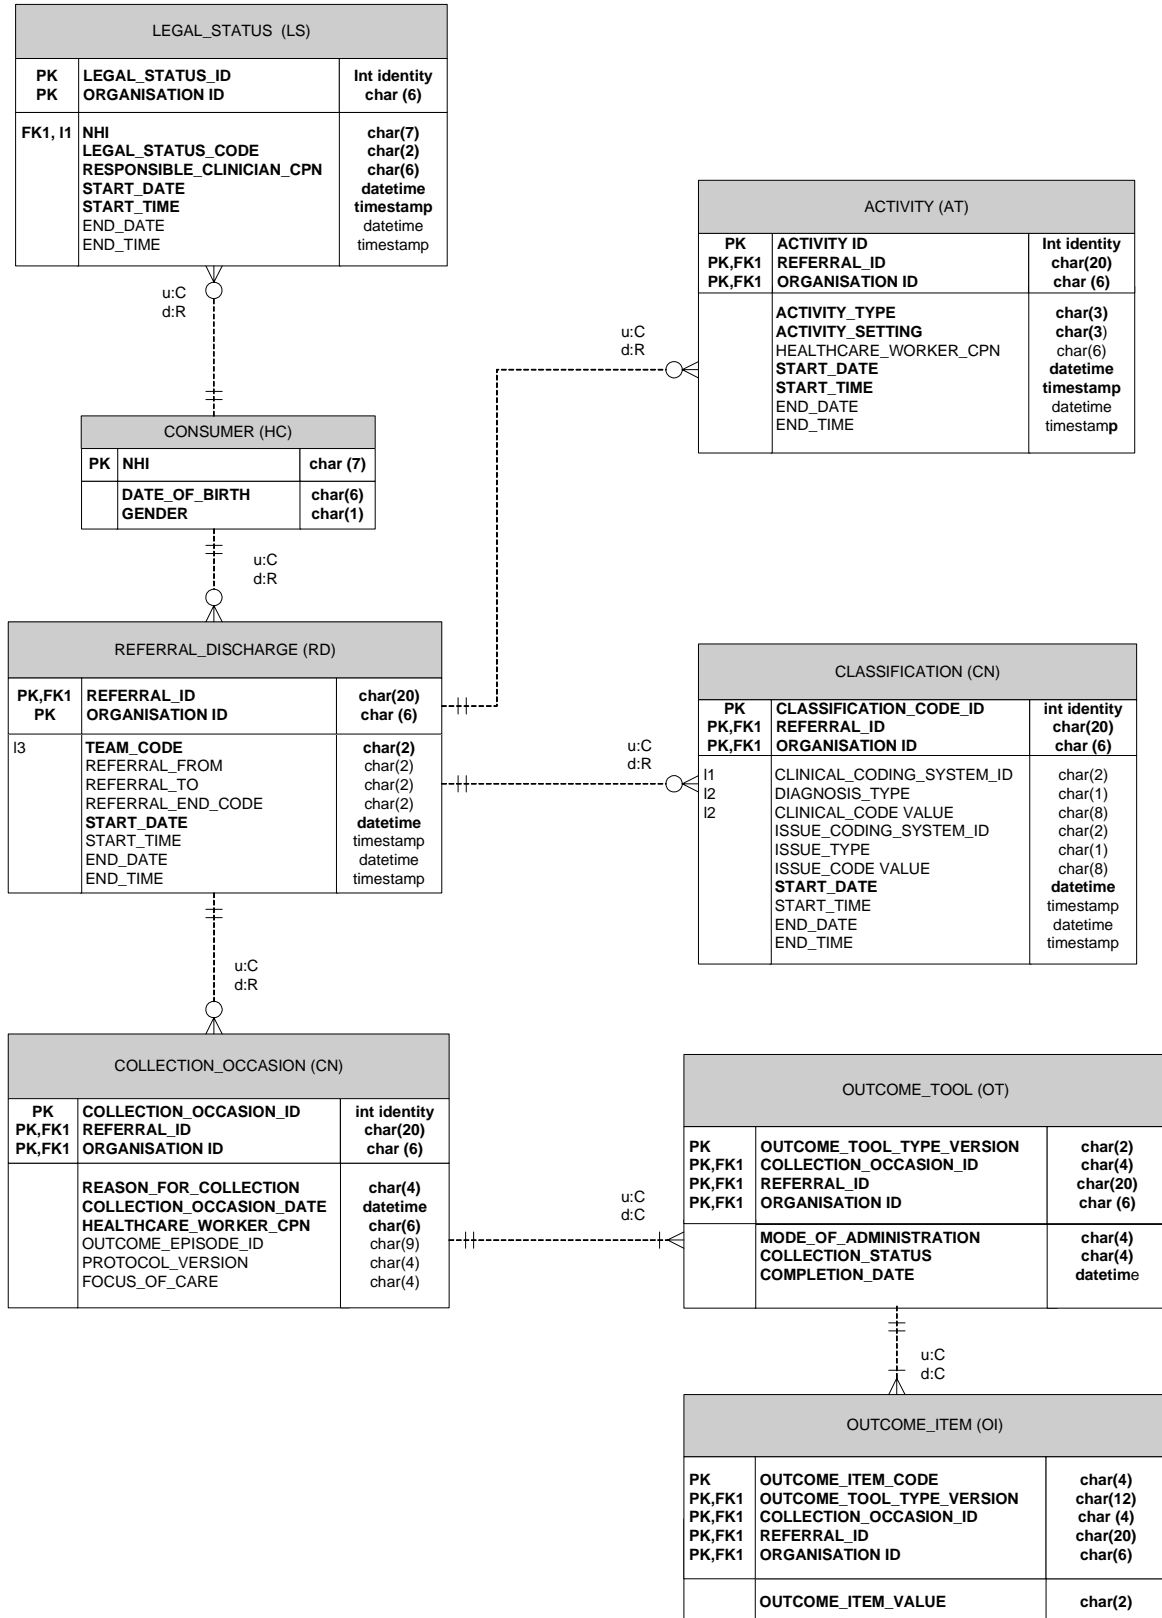 LEGAL_STATUS (LS)
PK LEGAL_STATUS_ID Int identity
PK ORGANISATION ID char (6)
FK1, I1 NHI char(7)
LEGAL_STATUS_CODE char(2)
RESPONSIBLE_CLINICIAN_CPN char(6)
START_DATE datetime
START_TIME timestamp
END_DATE datetime
END_TIME timestamp
u:C
d:R
ACTIVITY (AT)
PK ACTIVITY ID Int identity
PK,FK1 REFERRAL_ID char(20)
PK,FK1 ORGANISATION ID char (6)
ACTIVITY_TYPE char(3)
ACTIVITY_SETTING char(3)
HEALTHCARE_WORKER_CPN char(6)
START_DATE datetime
START_TIME timestamp
END_DATE datetime
END_TIME timestamp
u:C
d:R
CONSUMER (HC)
PK NHI char (7)
DATE_OF_BIRTH char(6)
GENDER char(1)
u:C
d:R
REFERRAL_DISCHARGE (RD)
PK,FK1 REFERRAL_ID char(20)
PK ORGANISATION ID char (6)
I3 TEAM_CODE char(2)
REFERRAL_FROM char(2)
REFERRAL_TO char(2)
REFERRAL_END_CODE char(2)
START_DATE datetime
START_TIME timestamp
END_DATE datetime
END_TIME timestamp
u:C
d:R
CLASSIFICATION (CN)
PK CLASSIFICATION_CODE_ID int identity
PK,FK1 REFERRAL_ID char(20)
PK,FK1 ORGANISATION ID char (6)
I1 CLINICAL_CODING_SYSTEM_ID char(2)
I2 DIAGNOSIS_TYPE char(1)
I2 CLINICAL_CODE VALUE char(8)
ISSUE_CODING_SYSTEM_ID char(2)
ISSUE_TYPE char(1)
ISSUE_CODE VALUE char(8)
START_DATE datetime
START_TIME timestamp
END_DATE datetime
END_TIME timestamp
u:C
d:R
COLLECTION_OCCASION (CN)
PK COLLECTION_OCCASION_ID int identity
PK,FK1 REFERRAL_ID char(20)
PK,FK1 ORGANISATION ID char (6)
REASON_FOR_COLLECTION char(4)
COLLECTION_OCCASION_DATE datetime
HEALTHCARE_WORKER_CPN char(6)
OUTCOME_EPISODE_ID char(9)
PROTOCOL_VERSION char(4)
FOCUS_OF_CARE char(4)
u:C
d:C
OUTCOME_TOOL (OT)
PK OUTCOME_TOOL_TYPE_VERSION char(2)
PK,FK1 COLLECTION_OCCASION_ID char(4)
PK,FK1 REFERRAL_ID char(20)
PK,FK1 ORGANISATION ID char (6)
MODE_OF_ADMINISTRATION char(4)
COLLECTION_STATUS char(4)
COMPLETION_DATE datetime
u:C
d:C
OUTCOME_ITEM (OI)
PK OUTCOME_ITEM_CODE char(4)
PK,FK1 OUTCOME_TOOL_TYPE_VERSION char(12)
PK,FK1 COLLECTION_OCCASION_ID char (4)
PK,FK1 REFERRAL_ID char(20)
PK,FK1 ORGANISATION ID char(6)
OUTCOME_ITEM_VALUE char(2)